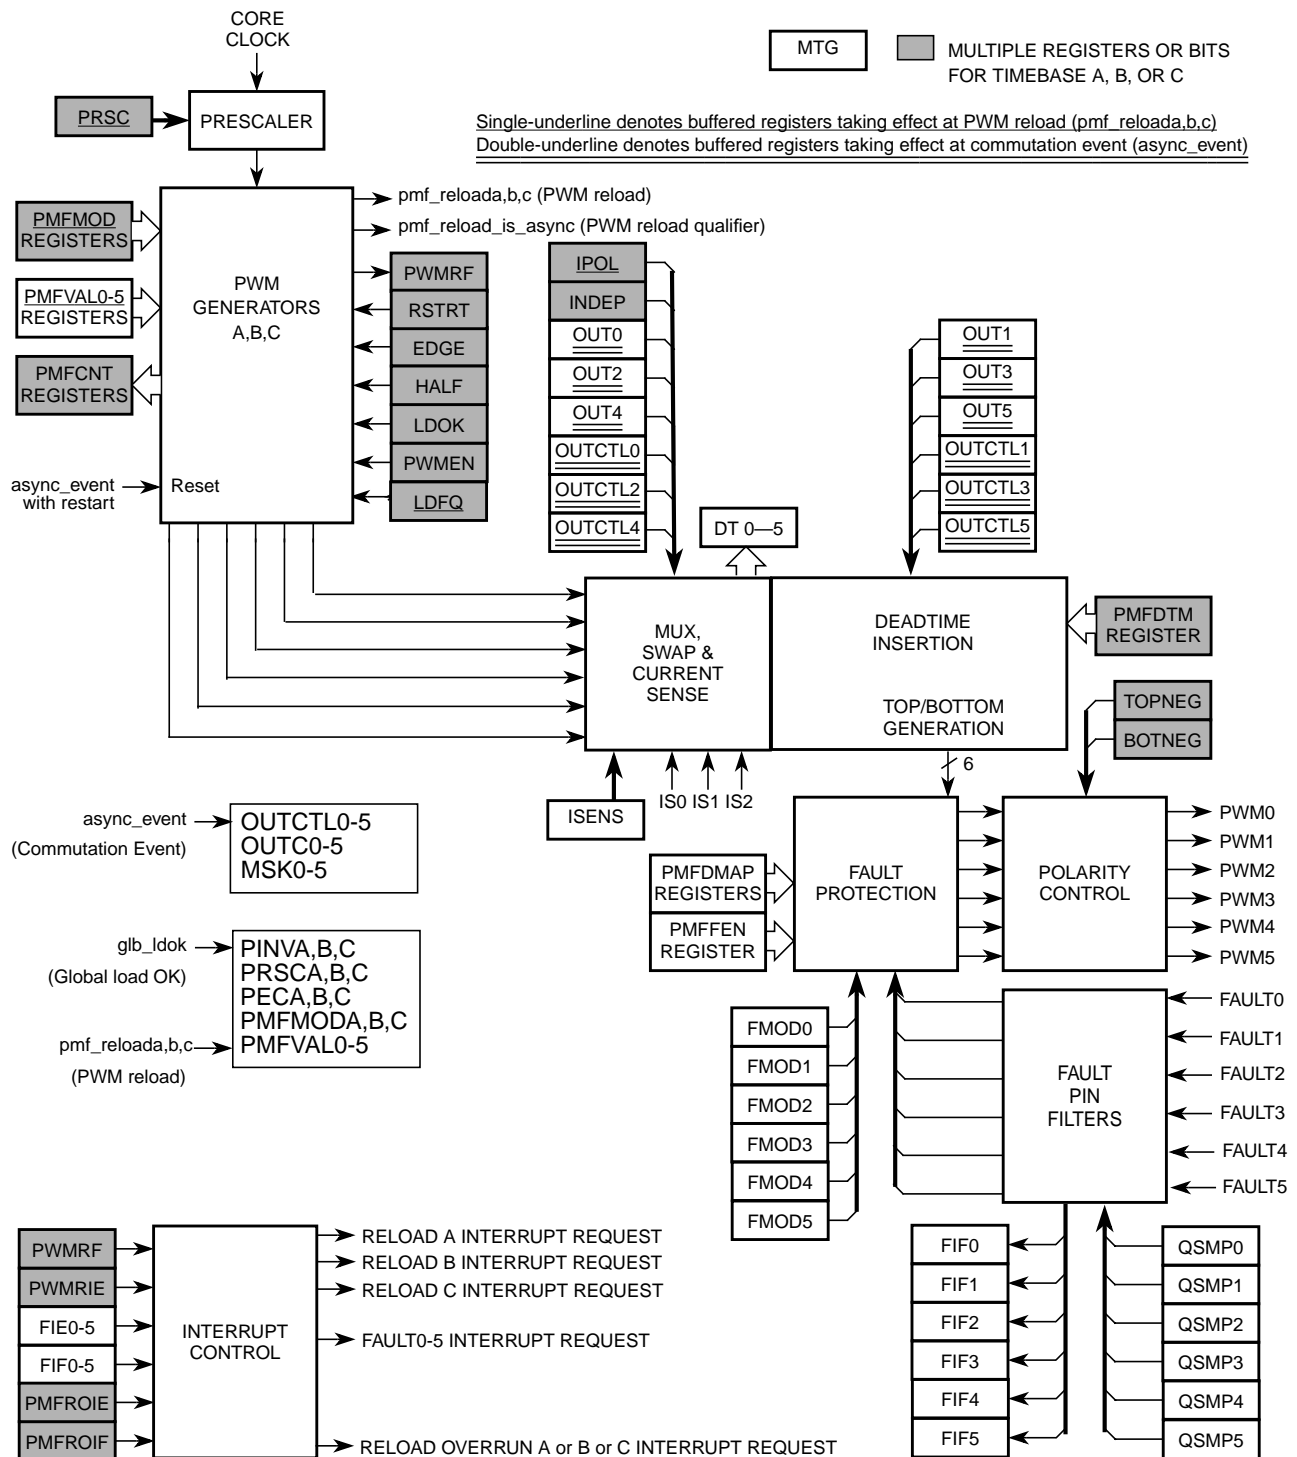 CORE
CLOCK
MTG
MULTIPLE REGISTERS OR BITS
FOR TIMEBASE A, B, OR C
PRSC
PRESCALER
Single-underline denotes buffered registers taking effect at PWM reload (pmf_reloada,b,c)
Double-underline denotes buffered registers taking effect at commutation event (async_event)
PMFMOD
REGISTERS
PMFVAL0-5
REGISTERS
PMFCNT
REGISTERS
async_event
with restart
Reset
PWM
GENERATORS
A,B,C
pmf_reloada,b,c (PWM reload)
pmf_reload_is_async (PWM reload qualifier)
PWMRF
RSTRT
EDGE
HALF
LDOK
PWMEN
LDFQ
IPOL
INDEP
OUT0
OUT2
OUT4
OUTCTL0
OUTCTL2
OUTCTL4
DT 0—5
OUT1
OUT3
OUT5
OUTCTL1
OUTCTL3
OUTCTL5
MUX,
SWAP &
CURRENT
SENSE
DEADTIME
INSERTION
TOP/BOTTOM
GENERATION
PMFDTM
REGISTER
TOPNEG
BOTNEG
6
ISENS
IS0 IS1 IS2
async_event
(Commutation Event)
OUTCTL0-5
OUTC0-5
MSK0-5
glb_ldok
(Global load OK)
pmf_reloada,b,c
(PWM reload)
PINVA,B,C
PRSCA,B,C
PECA,B,C
PMFMODA,B,C
PMFVAL0-5
PMFDMAP
REGISTERS
PMFFEN
REGISTER
FAULT
PROTECTION
POLARITY
CONTROL
PWM0
PWM1
PWM2
PWM3
PWM4
PWM5
FMOD0
FMOD1
FMOD2
FMOD3
FMOD4
FMOD5
FAULT
PIN
FILTERS
FAULT0
FAULT1
FAULT2
FAULT3
FAULT4
FAULT5
FIF0
FIF1
FIF2
FIF3
FIF4
FIF5
QSMP0
QSMP1
QSMP2
QSMP3
QSMP4
QSMP5
PWMRF
PWMRIE
FIE0-5
FIF0-5
PMFROIE
PMFROIF
INTERRUPT
CONTROL
RELOAD A INTERRUPT REQUEST
RELOAD B INTERRUPT REQUEST
RELOAD C INTERRUPT REQUEST
FAULT0-5 INTERRUPT REQUEST
RELOAD OVERRUN A or B or C INTERRUPT REQUEST